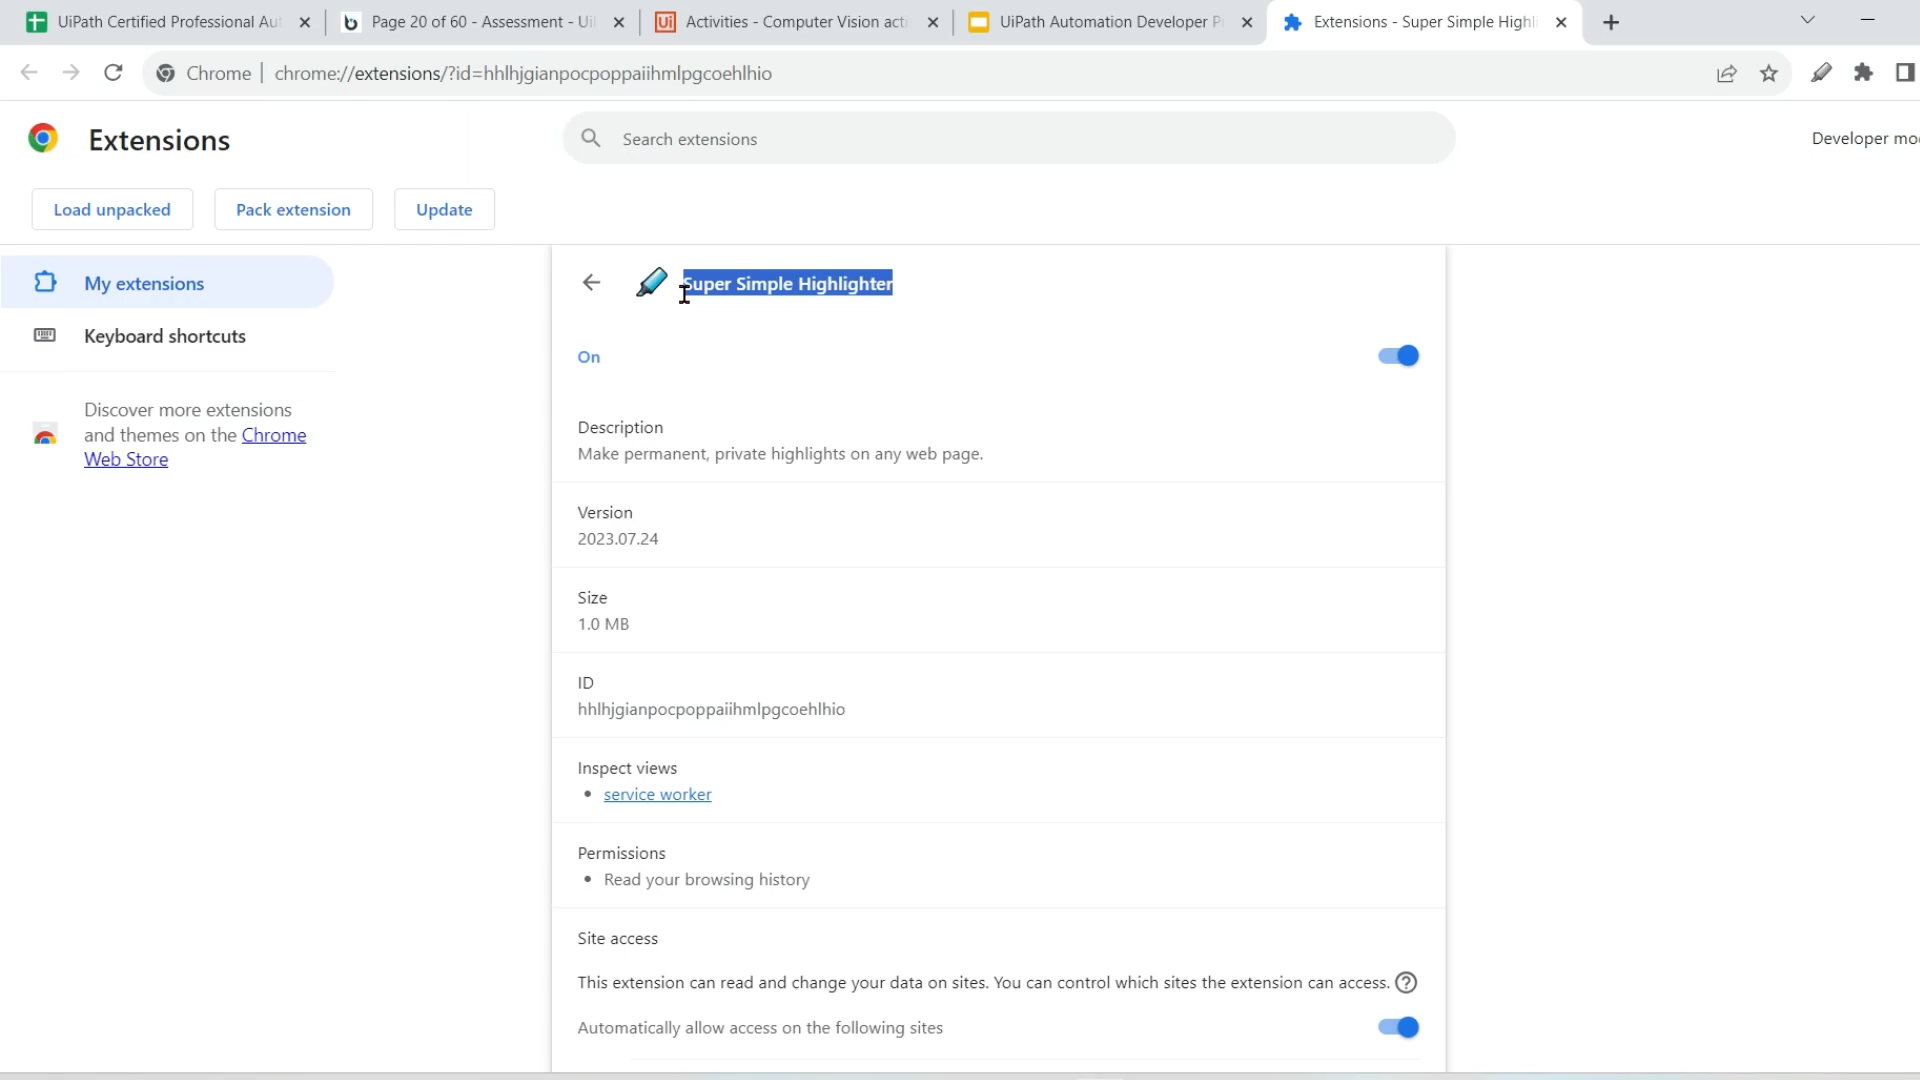 UiPath Certified Professional Aut
Page 20 of 60 - Assessment - Uil
Ui Activities - Computer Vision acti
UiPath Automation Developer P
Extensions - Super Simple Highli
Chrome | chrome://extensions/?id=hhlhjgianpocpoppaiihmlpgcoehlhio
Extensions
Search extensions
Developer mo
Load unpacked
Pack extension
Update
My extensions
Keyboard shortcuts
Discover more extensions
and themes on the Chrome
Web Store
Super Simple Highlighter
On
Description
Make permanent, private highlights on any web page.
Version
2023.07.24
Size
1.0 MB
ID
hhlhjgianpocpoppaiihmlpgcoehlhio
Inspect views
• service worker
Permissions
• Read your browsing history
Site access
This extension can read and change your data on sites. You can control which sites the extension can access.
Automatically allow access on the following sites